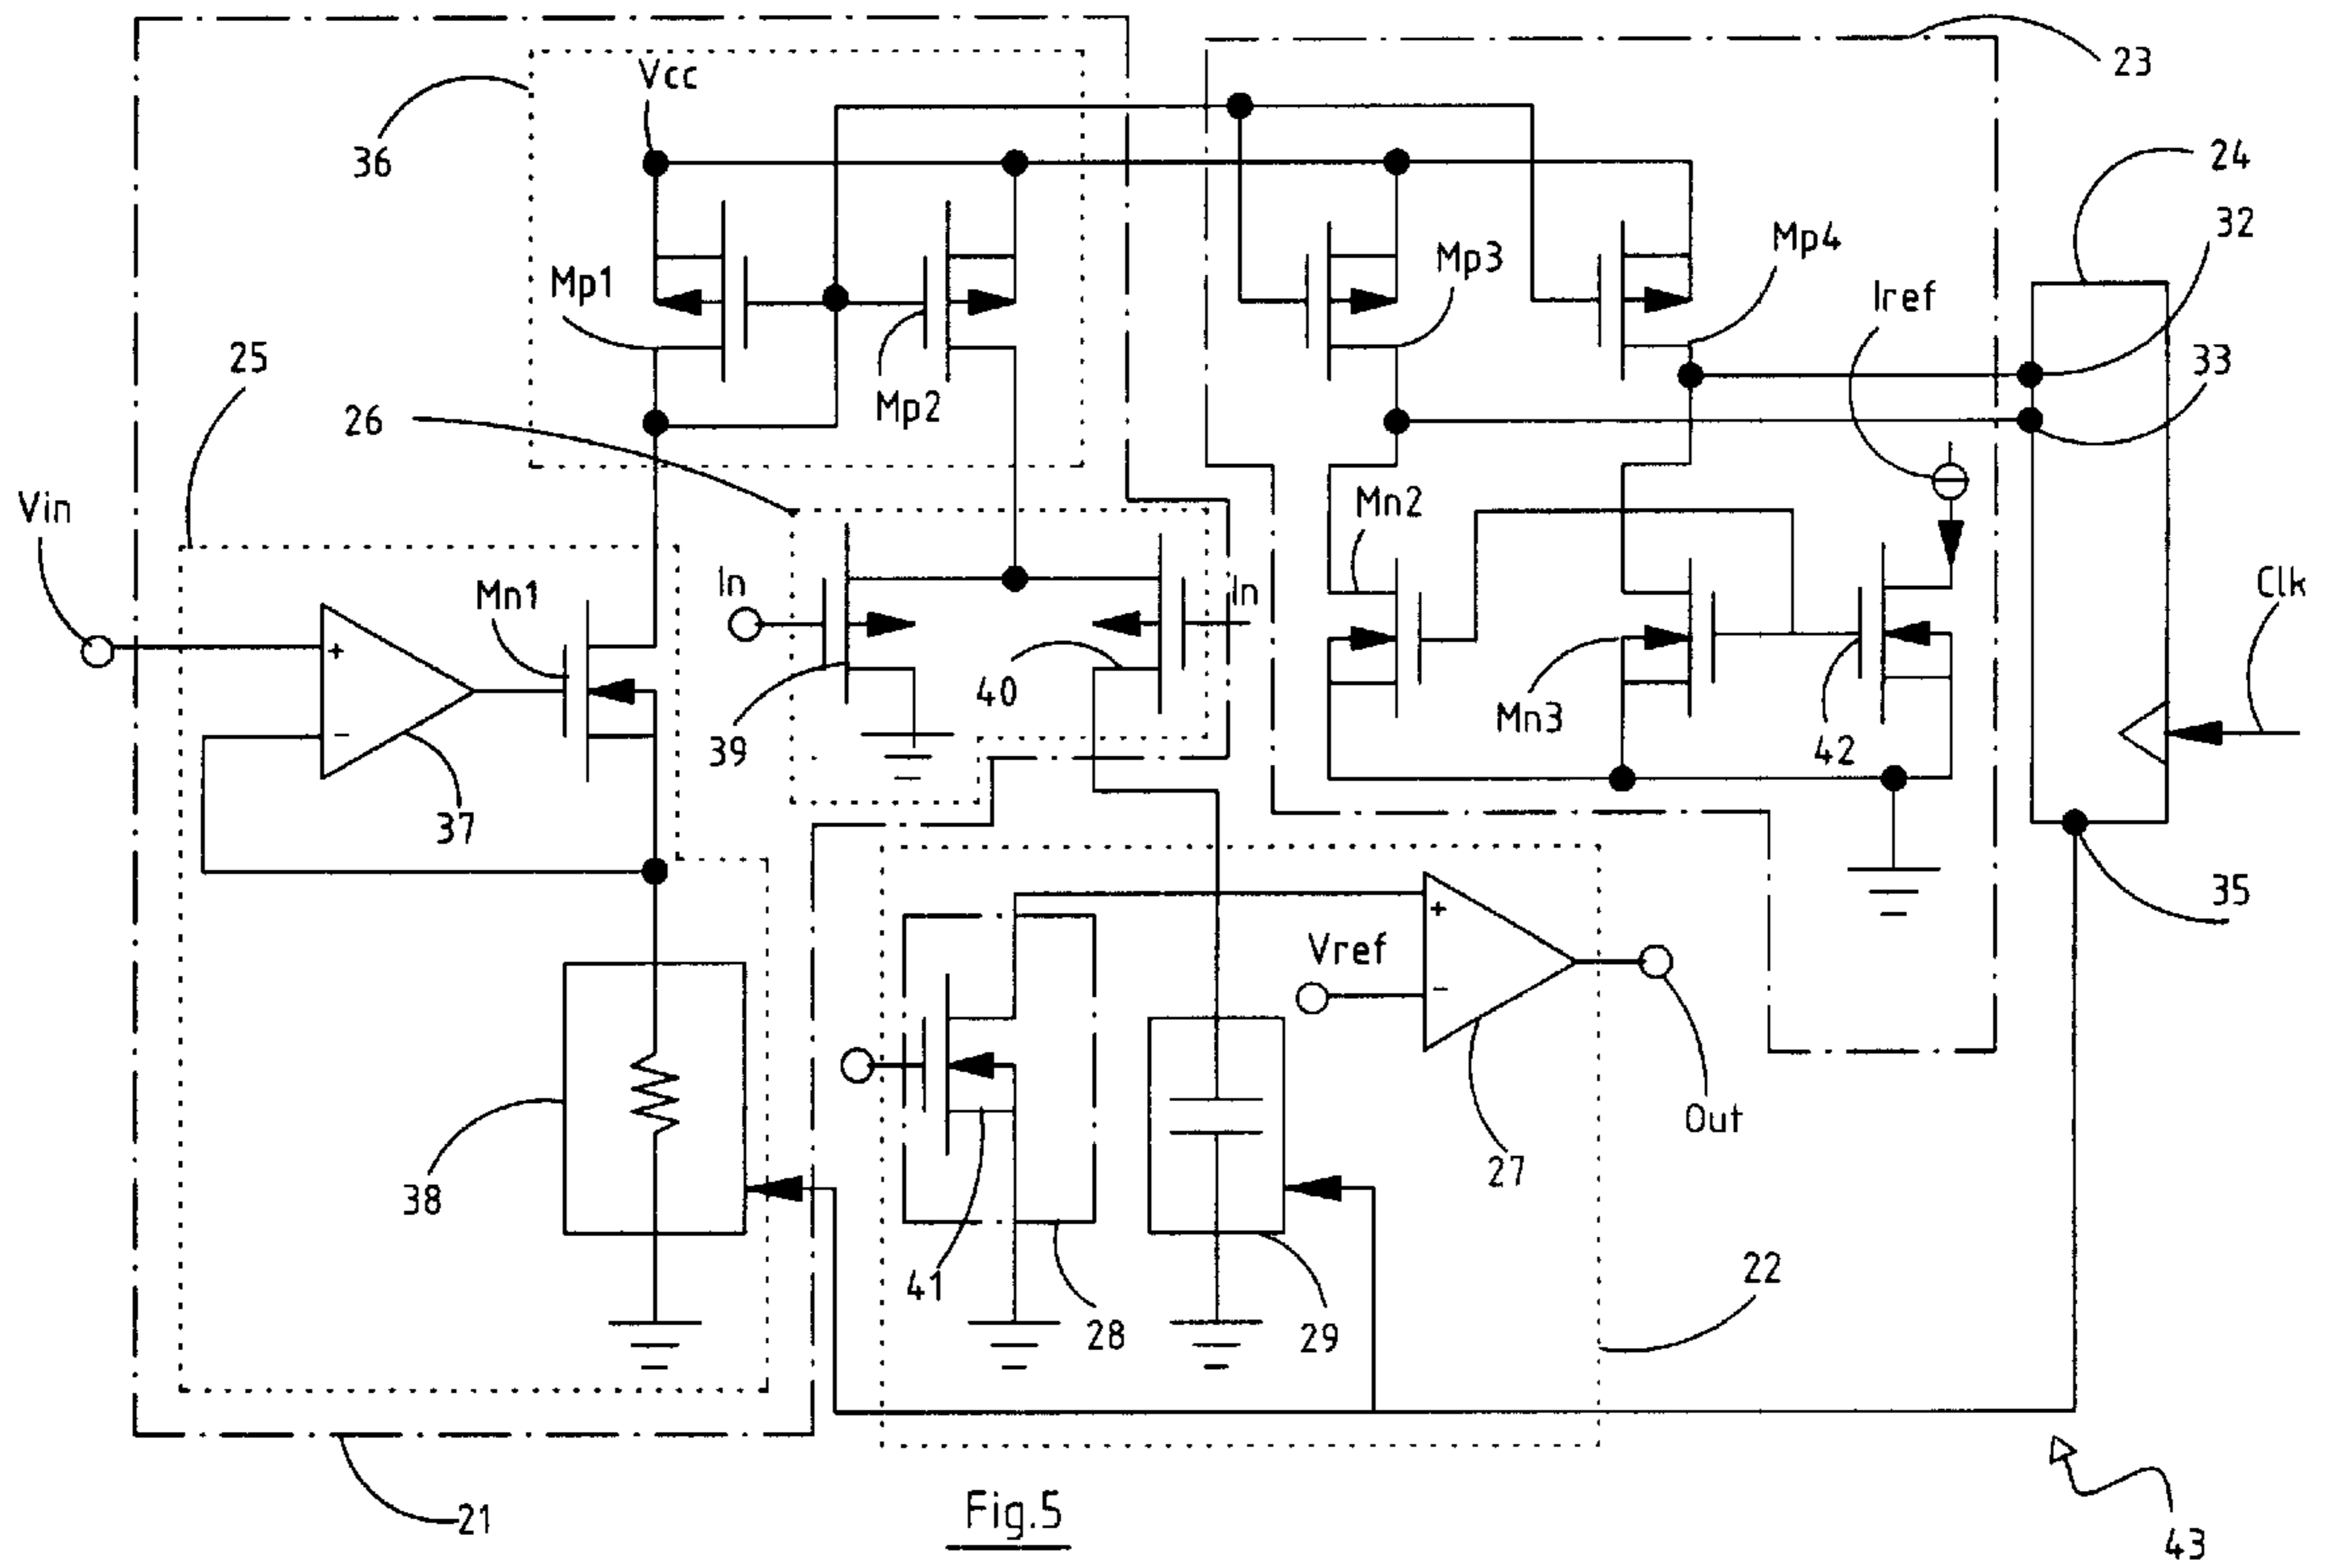 23
Vcc
36
24
32
Mp1
Mp3
Mp4
Iref
33
25
26
Mp2
Vin
Mn2
Mn1
In
In
Clk
+
-
39
40
Mn3
42
37
35
+
-
Vref
Out
38
27
41
28
29
22
21
Fig.5
43